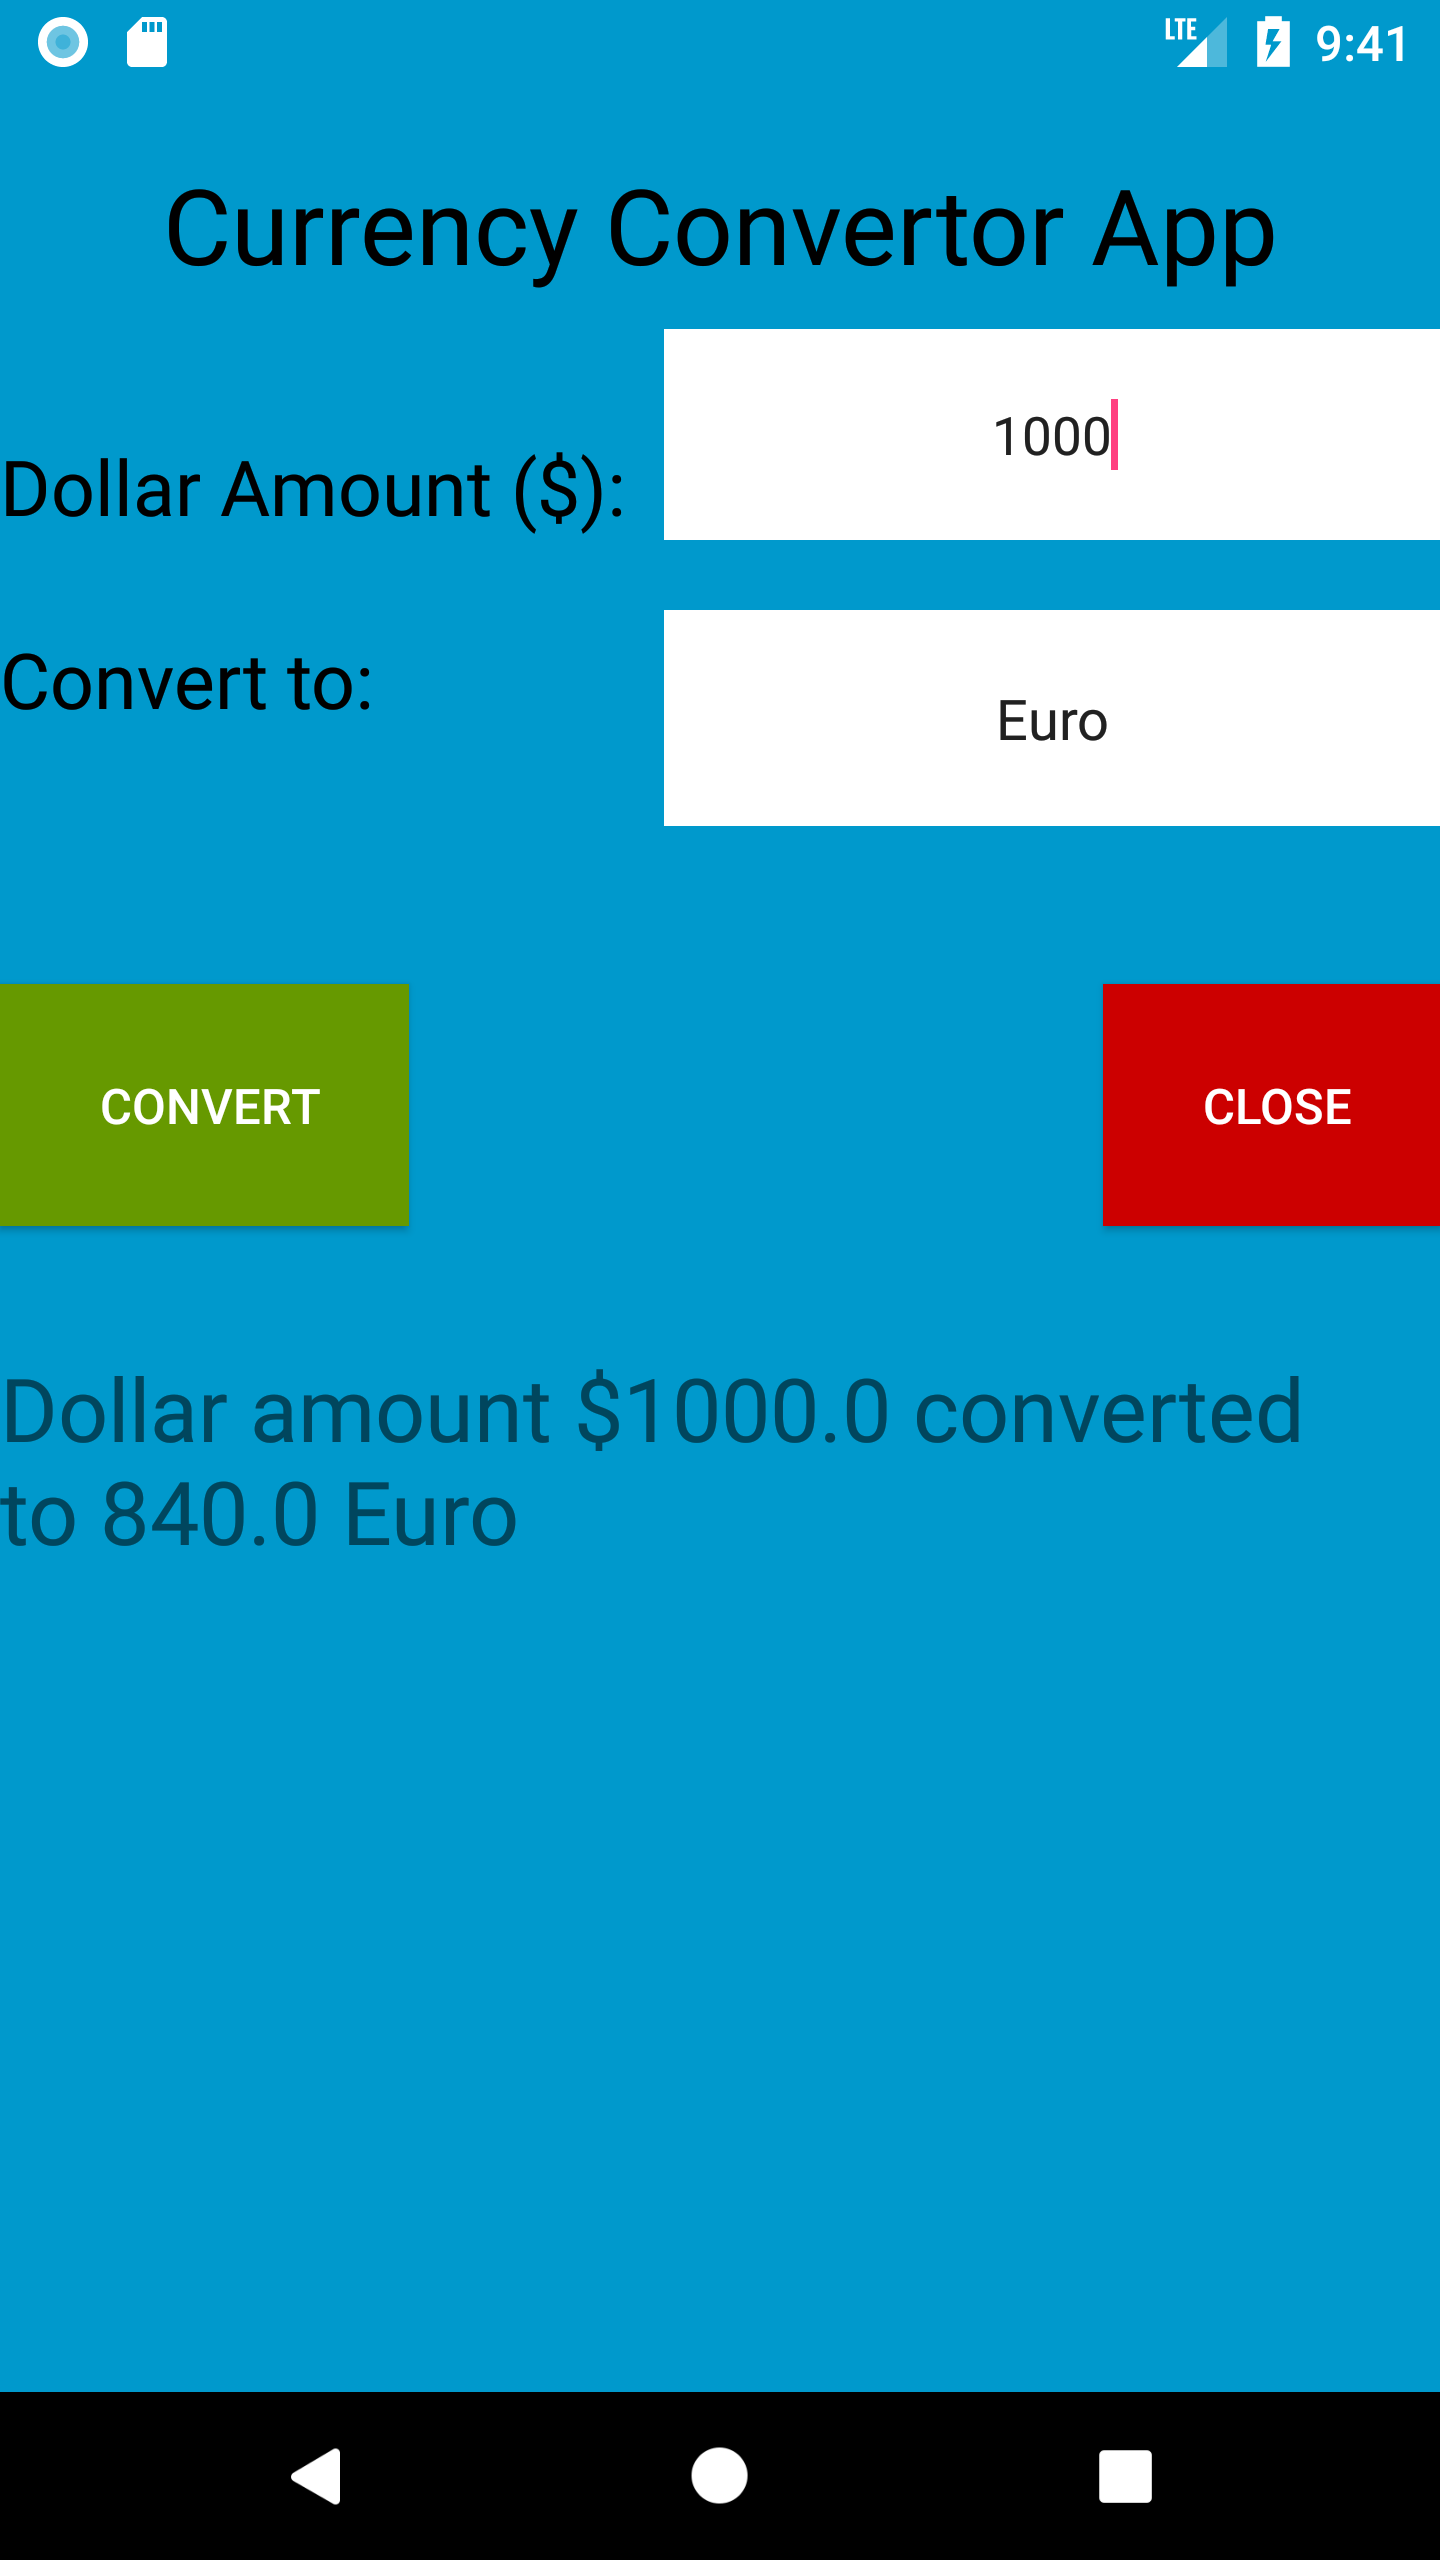 LTE 9:41
Currency Convertor App
Dollar Amount ($): 1000
Convert to: Euro
CONVERT CLOSE
Dollar amount $1000.0 converted
to 840.0 Euro